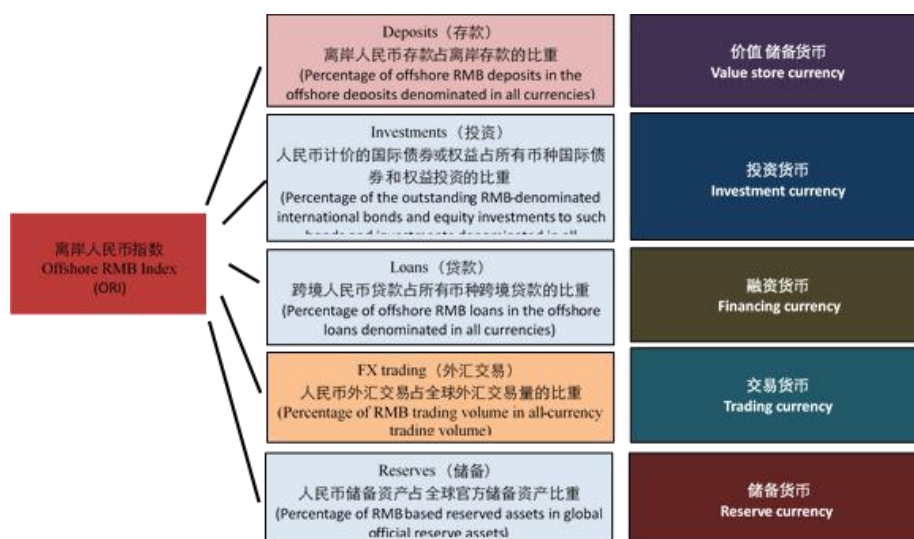 Deposits（存款）
离岸人民币存款占离岸存款的比重
(Percentage of offshore RMB deposits in the
offshore deposits denominated in all currencies)
价值 储备货币
Value store currency
Investments（投资）
人民币计价的国际债券或权益占所有币种国际债
券和权益投资的比重
(Percentage of the outstanding RMB-denominated
international bonds and equity investments to such
bonds and investments denominated in all
投资货币
Investment currency
离岸人民币指数
Offshore RMB Index
(ORI)
Loans（贷款）
跨境人民币贷款占所有币种跨境贷款的比重
(Percentage of offshore RMB loans in the offshore
loans denominated in all currencies)
融资货币
Financing currency
FX trading（外汇交易）
人民币外汇交易占全球外汇交易量的比重
(Percentage of RMB trading volume in all-currency
trading volume)
交易货币
Trading currency
Reserves（储备）
人民币储备资产占全球官方储备资产比重
(Percentage of RMB based reserved assets in global
official reserve assets)
储备货币
Reserve currency